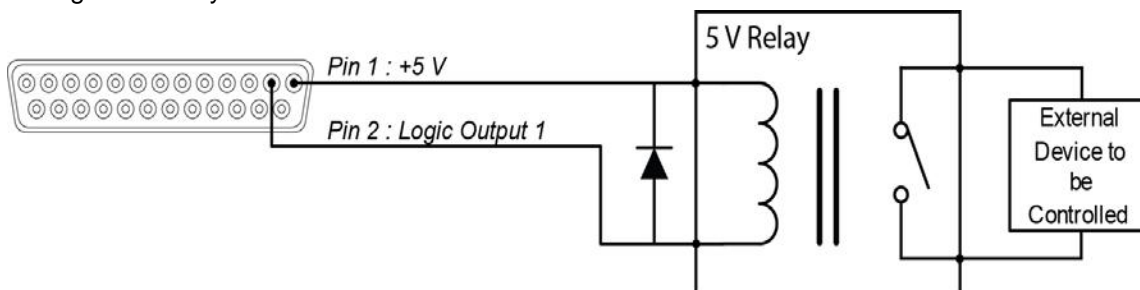 5 V Relay
Pin 1 : +5 V
Pin 2 : Logic Output 1
External
Device to
be
Controlled